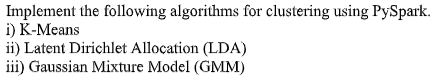 Implement the following algorithms for clustering using PySpark.
i) K-Means
ii) Latent Dirichlet Allocation (LDA)
iii) Gaussian Mixture Model (GMM)